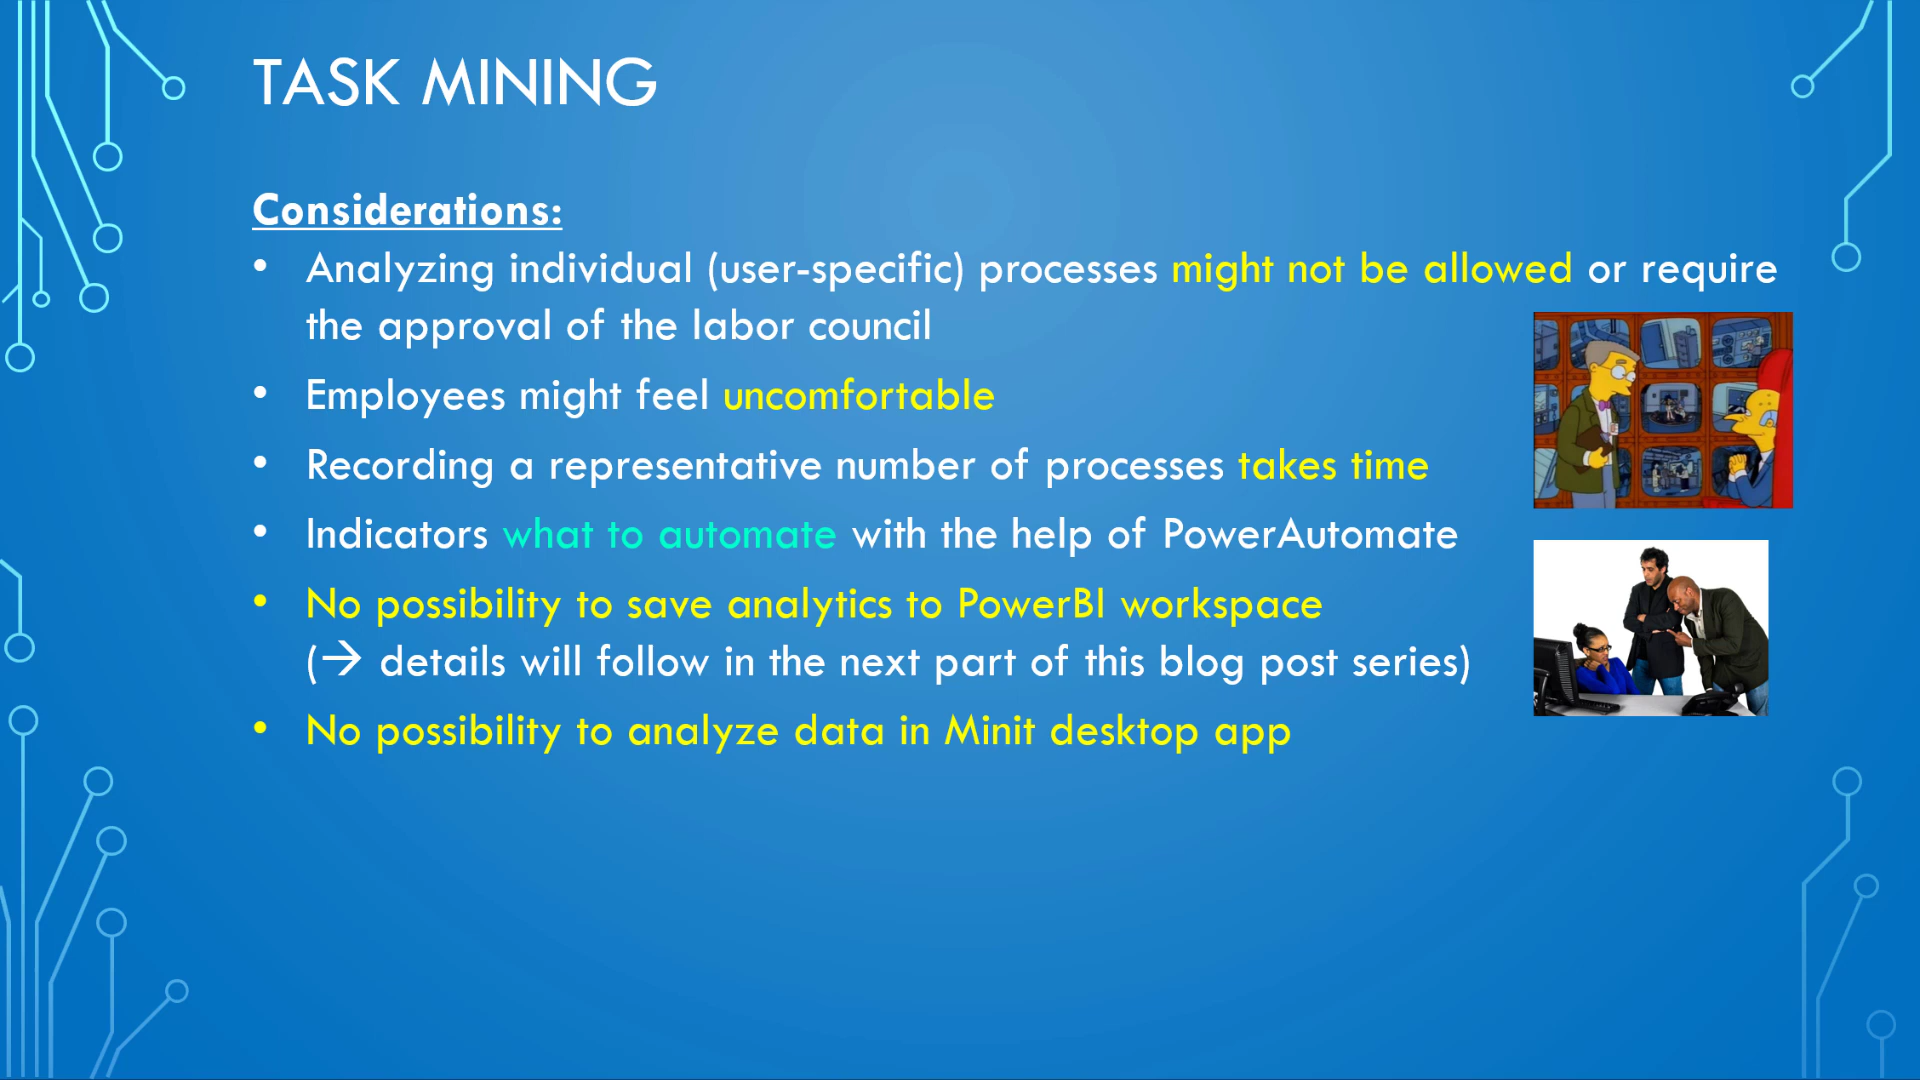 TASK MINING
Considerations:
• Analyzing individual (user-specific) processes might not be allowed or require
the approval of the labor council
• Employees might feel uncomfortable
• Recording a representative number of processes takes time
• Indicators what to automate with the help of PowerAutomate
• No possibility to save analytics to PowerBI workspace
(→ details will follow in the next part of this blog post series)
• No possibility to analyze data in Minit desktop app